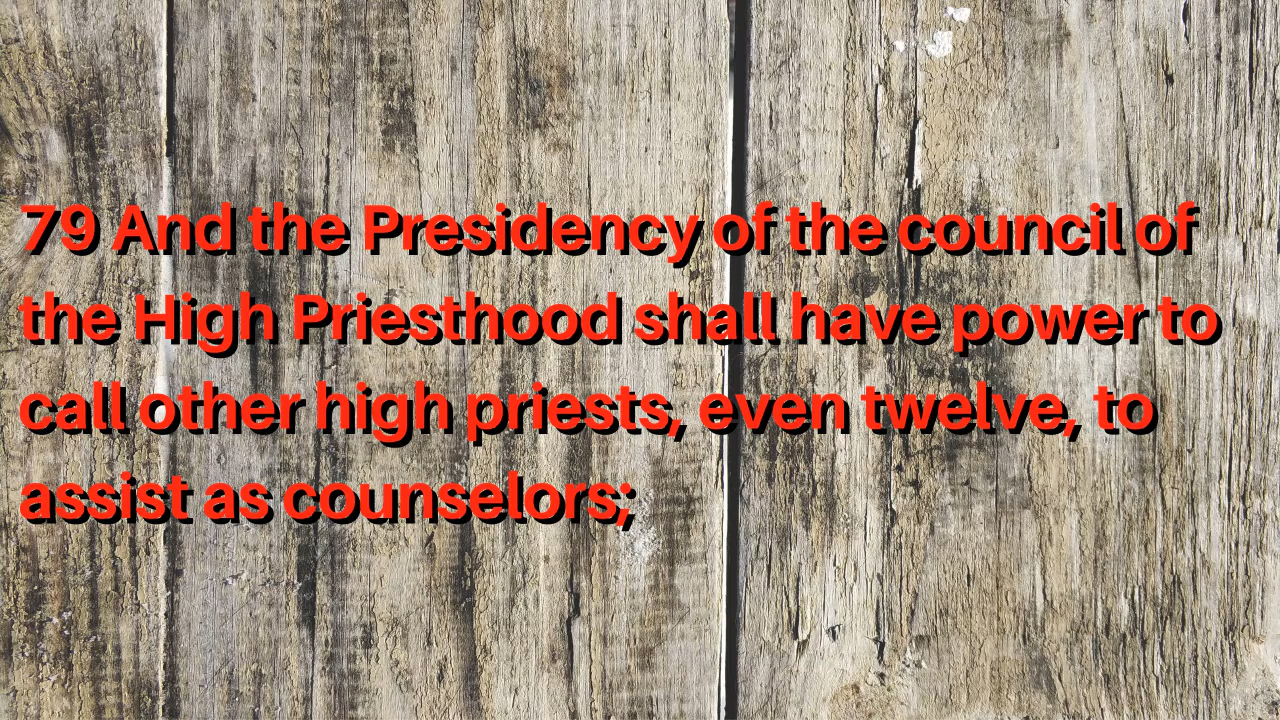 79 And the Presidency of the council of
the High Priesthood shall have power to
call other high priests, even twelve, to
assist as counselors;